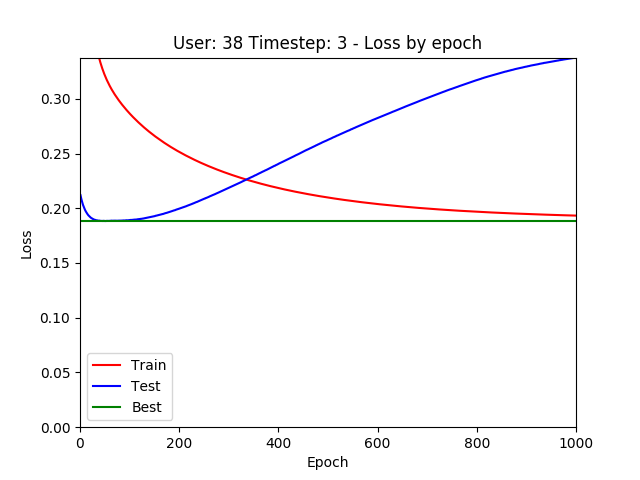 User: 38 Timestep: 3 - Loss by epoch
Loss
0.30
0.25
0.20
0.15
0.10
0.05
0.00
Train
Test
Best
0 200 400 600 800 1000
Epoch